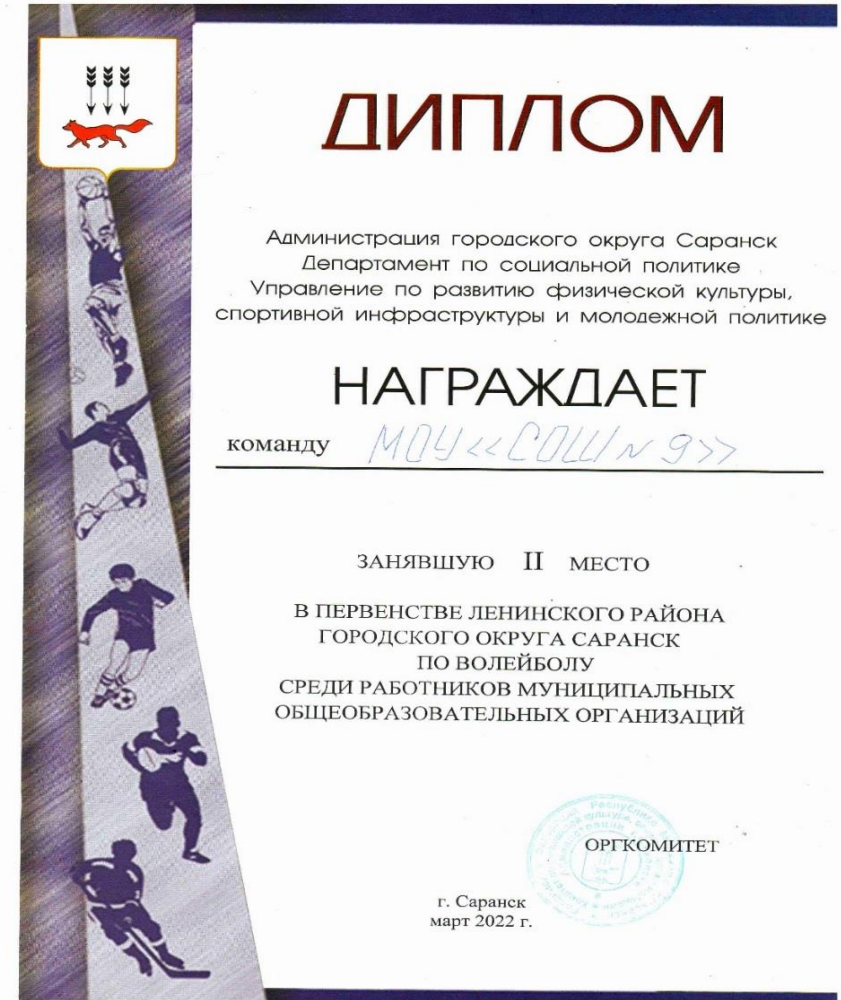 ДИПЛОМ
Администрация городского округа Саранск
Департамент по социальной политике
Управление по развитию физической культуры,
спортивной инфраструктуры и молодежной политике
НАГРАЖДАЕТ
команду МОУ «СОШ № 9»
ЗАНЯВШУЮ II МЕСТО
В ПЕРВЕНСТВЕ ЛЕНИНСКОГО РАЙОНА
ГОРОДСКОГО ОКРУГА САРАНСК
ПО ВОЛЕЙБОЛУ
СРЕДИ РАБОТНИКОВ МУНИЦИПАЛЬНЫХ
ОБЩЕОБРАЗОВАТЕЛЬНЫХ ОРГАНИЗАЦИЙ
Республика
ОРГКОМИТЕТ
г. Саранск
март 2022 г.